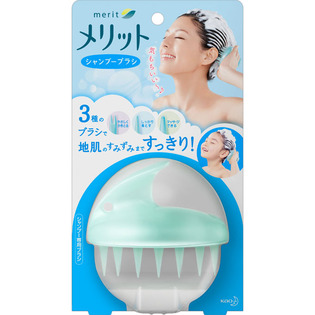 merit
メリット
シャンプーブラシ
きもちいい
3種の
ブラシで
地肌のすみずみまですっきり!
シャンプー専用ブラシ
KAO